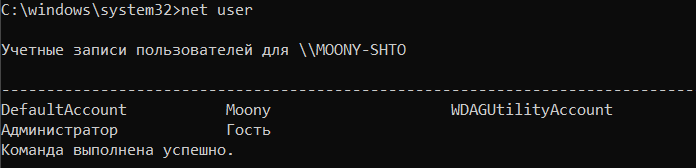 C:\windows\system32>net user
Учетные записи пользователей для \\MOONY-SHTO
-------------------------------------------------------------------------------
DefaultAccount           Moony                    WDAGUtilityAccount
Администратор            Гость
Команда выполнена успешно.